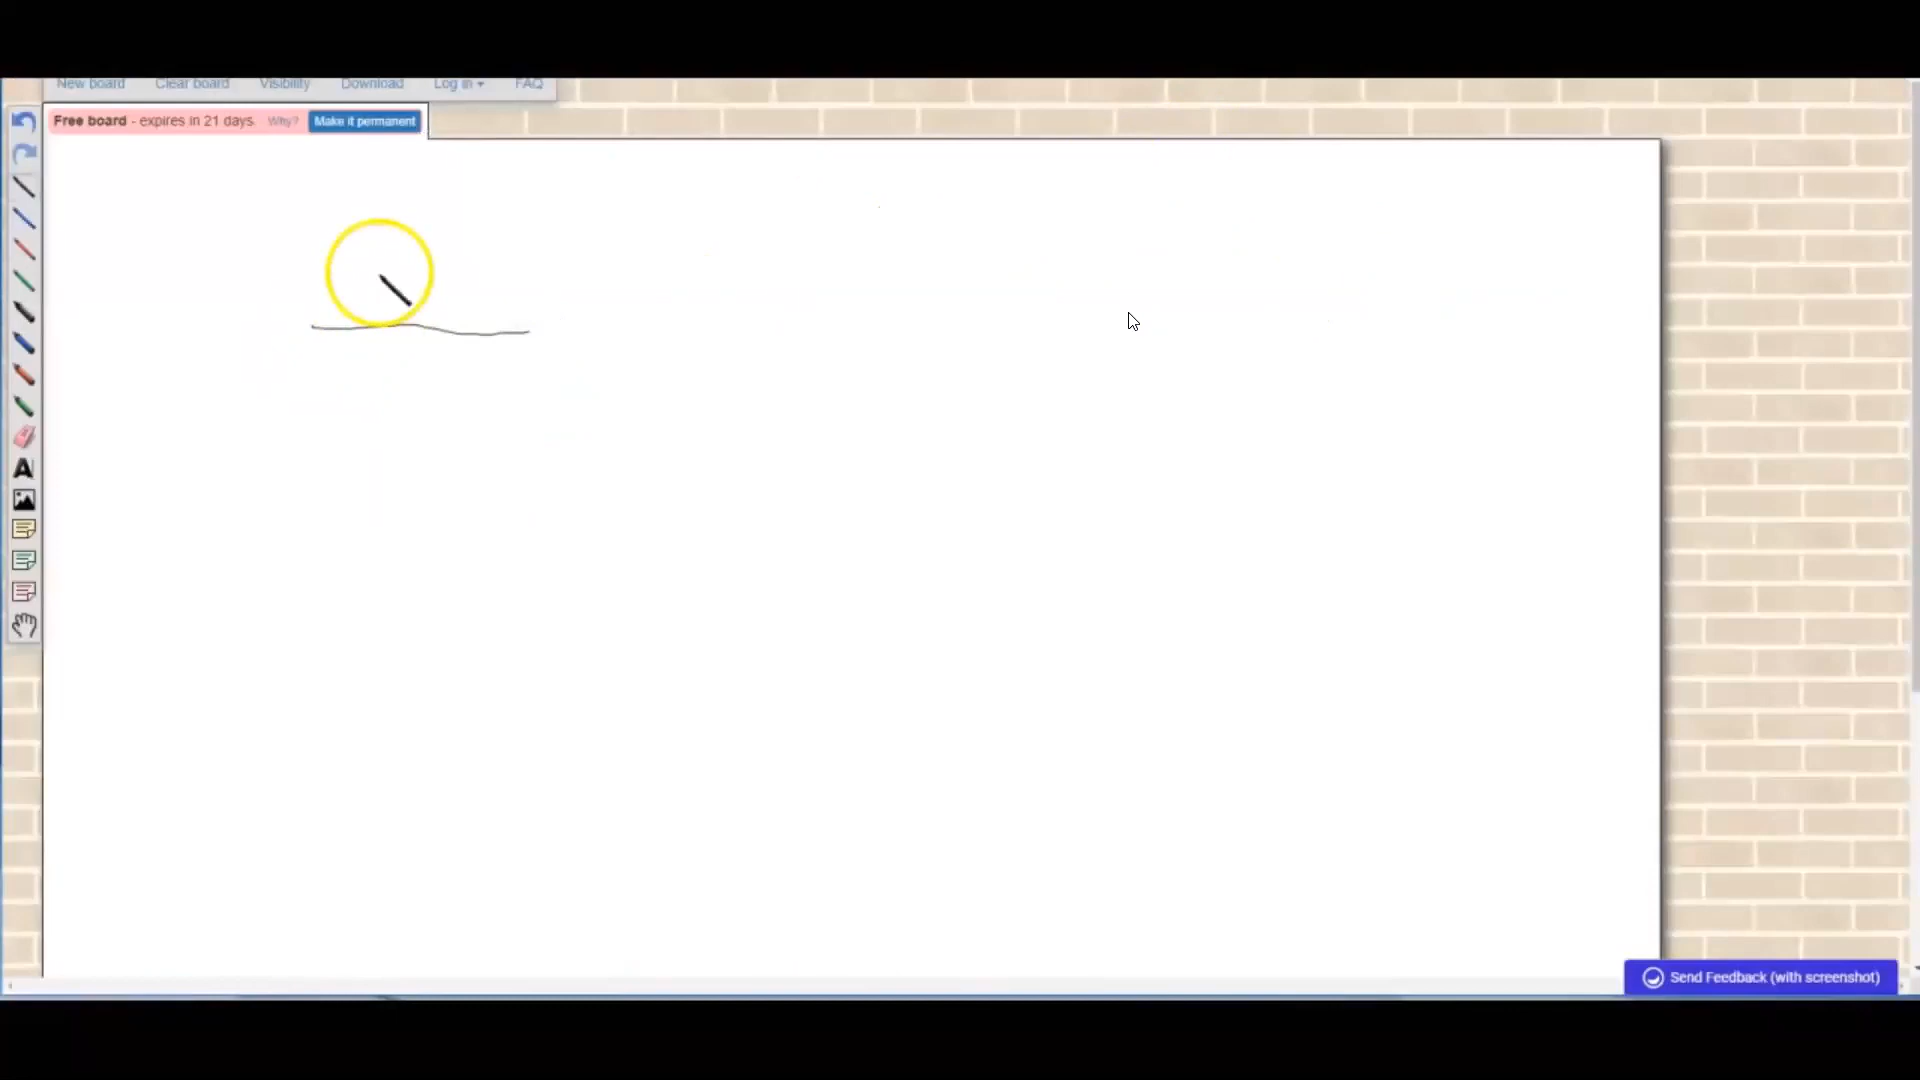 New board Clear board Visibility Download Log in FAQ
Free board - expires in 21 days. Why? Make it permanent
A
Send Feedback (with screenshot)